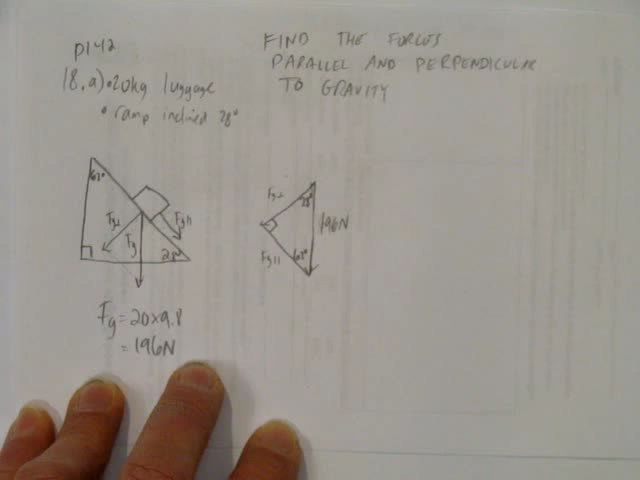 p142
18.a) • 20kg luggage
• ramp inclined 28°
FIND THE FORCES
PARALLEL AND PERPENDICULAR
TO GRAVITY
62°
Fg⊥
Fg
Fg||
28°
Fg = 20×9.8
= 196N
Fg⊥
28°
196N
Fg||
62°